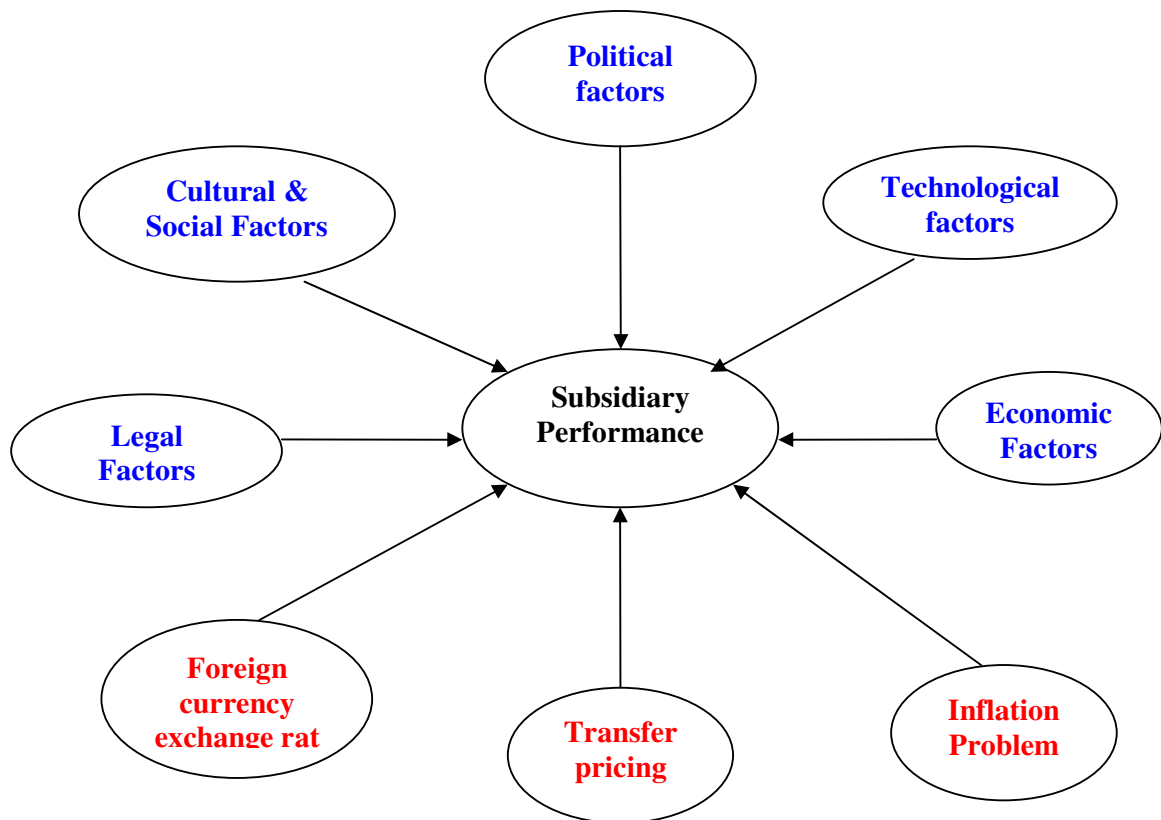 Political
factors
Cultural &
Social Factors
Technological
factors
Subsidiary
Performance
Legal
Factors
Economic
Factors
Foreign
currency
exchange rat
Transfer
pricing
Inflation
Problem